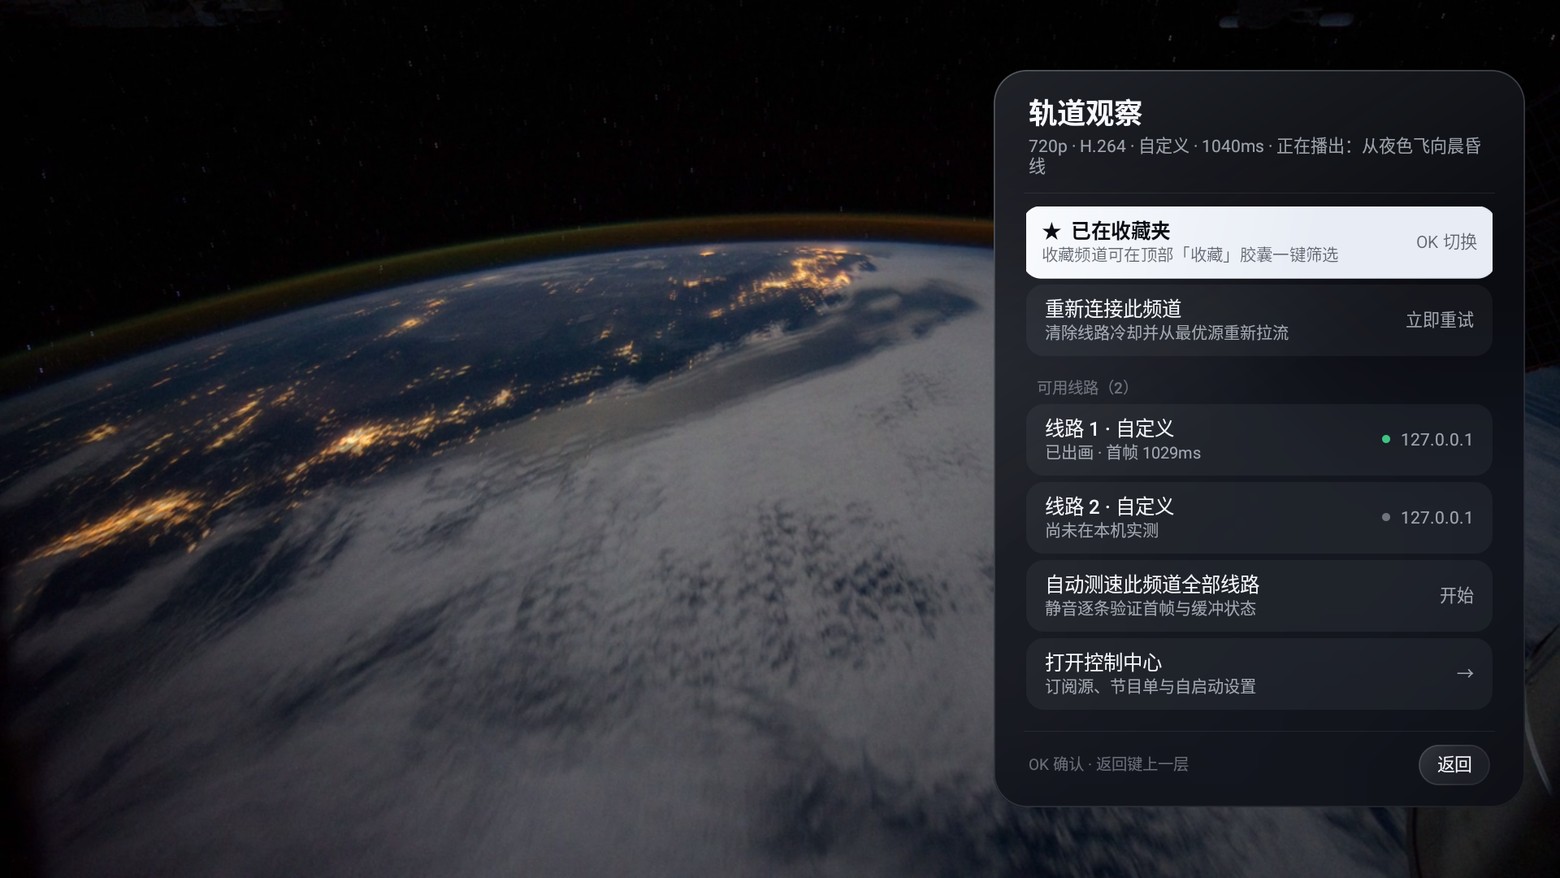 轨道观察
720p · H.264 · 自定义 · 1040ms · 正在播出：从夜色飞向晨昏
线
★ 已在收藏夹
收藏频道可在顶部「收藏」胶囊一键筛选
OK 切换
重新连接此频道
清除线路冷却并从最优源重新拉流
立即重试
可用线路（2）
线路 1 · 自定义
已出画 · 首帧 1029ms
127.0.0.1
线路 2 · 自定义
尚未在本机实测
127.0.0.1
自动测速此频道全部线路
静音逐条验证首帧与缓冲状态
开始
打开控制中心
订阅源、节目单与自启动设置
→
OK 确认 · 返回键上一层
返回